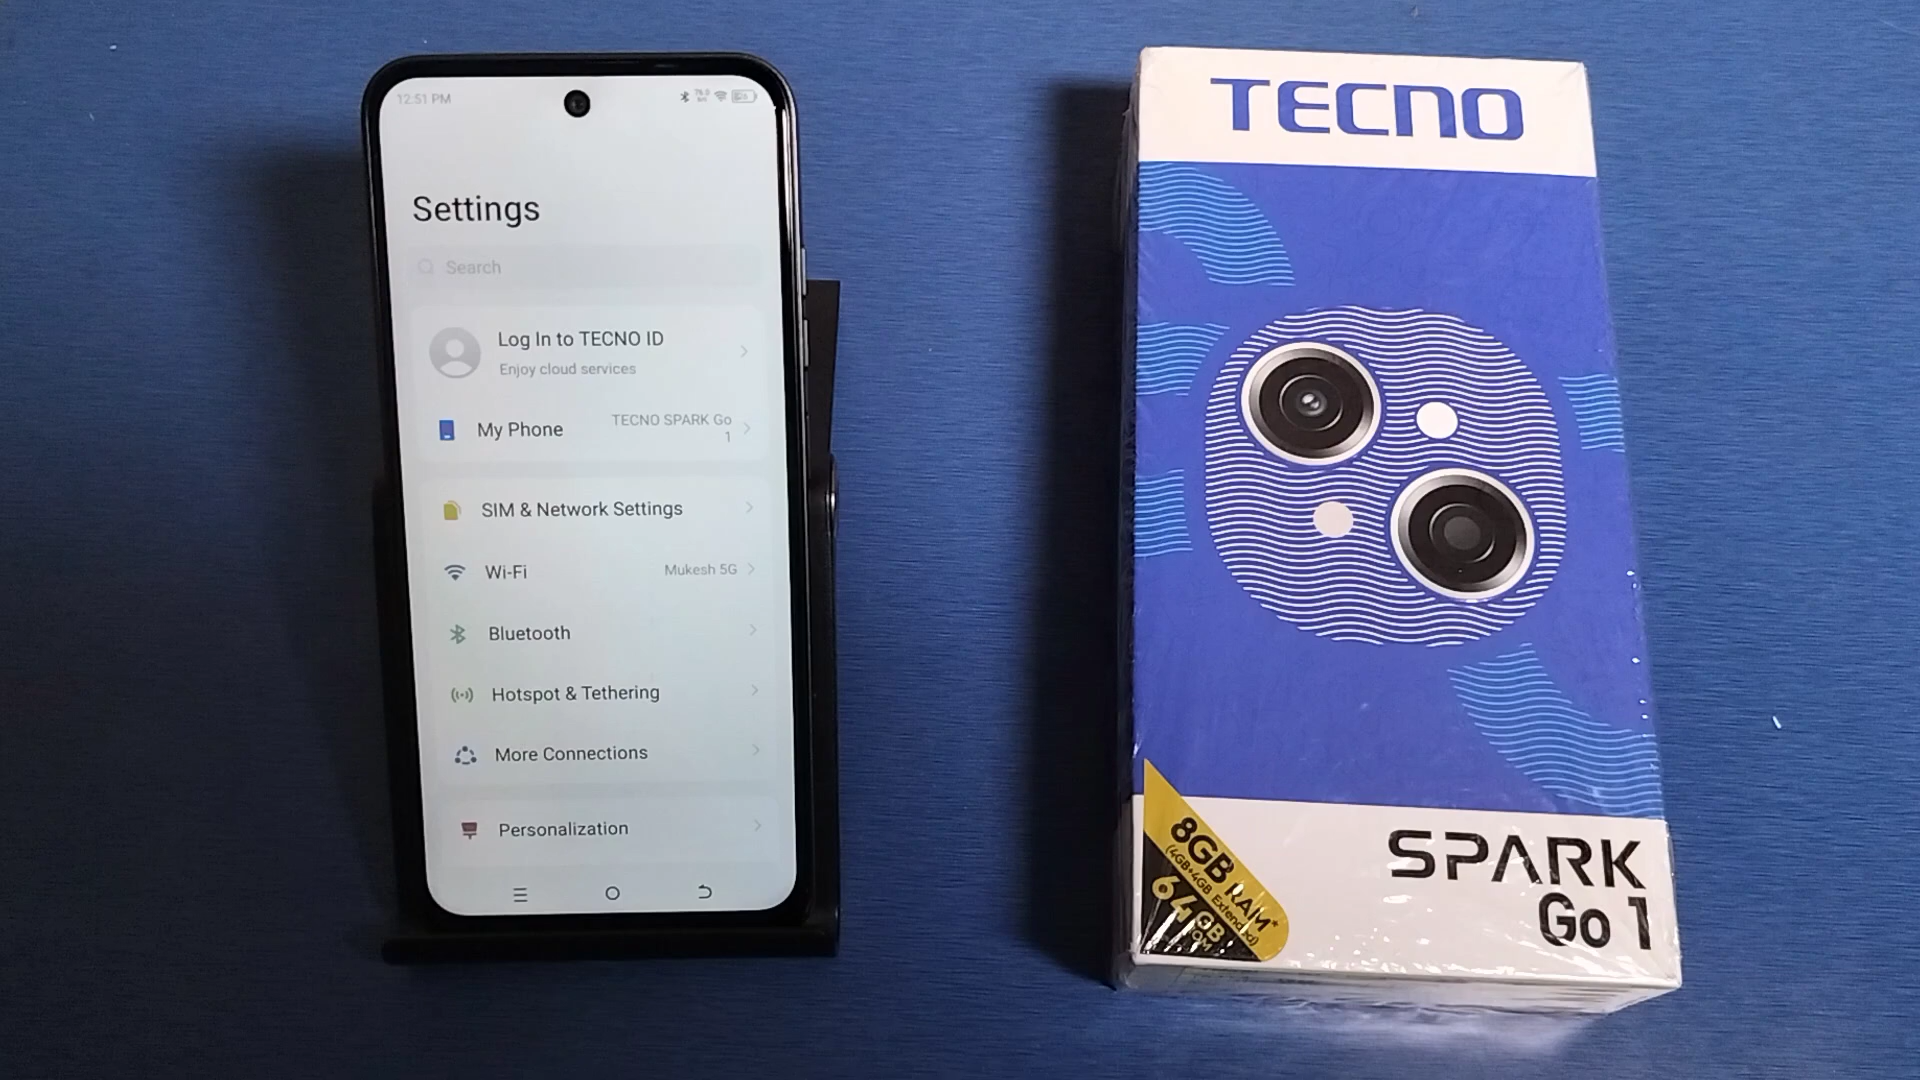 12:51 PM
Settings
Search
Log In to TECNO ID
Enjoy cloud services
My Phone
TECNO SPARK Go
1
SIM & Network Settings
Wi-Fi
Mukesh 5G
Bluetooth
Hotspot & Tethering
More Connections
Personalization
TECNO
8GB RAM*
(4GB+4GB Extended)
64GB
SPARK
Go 1